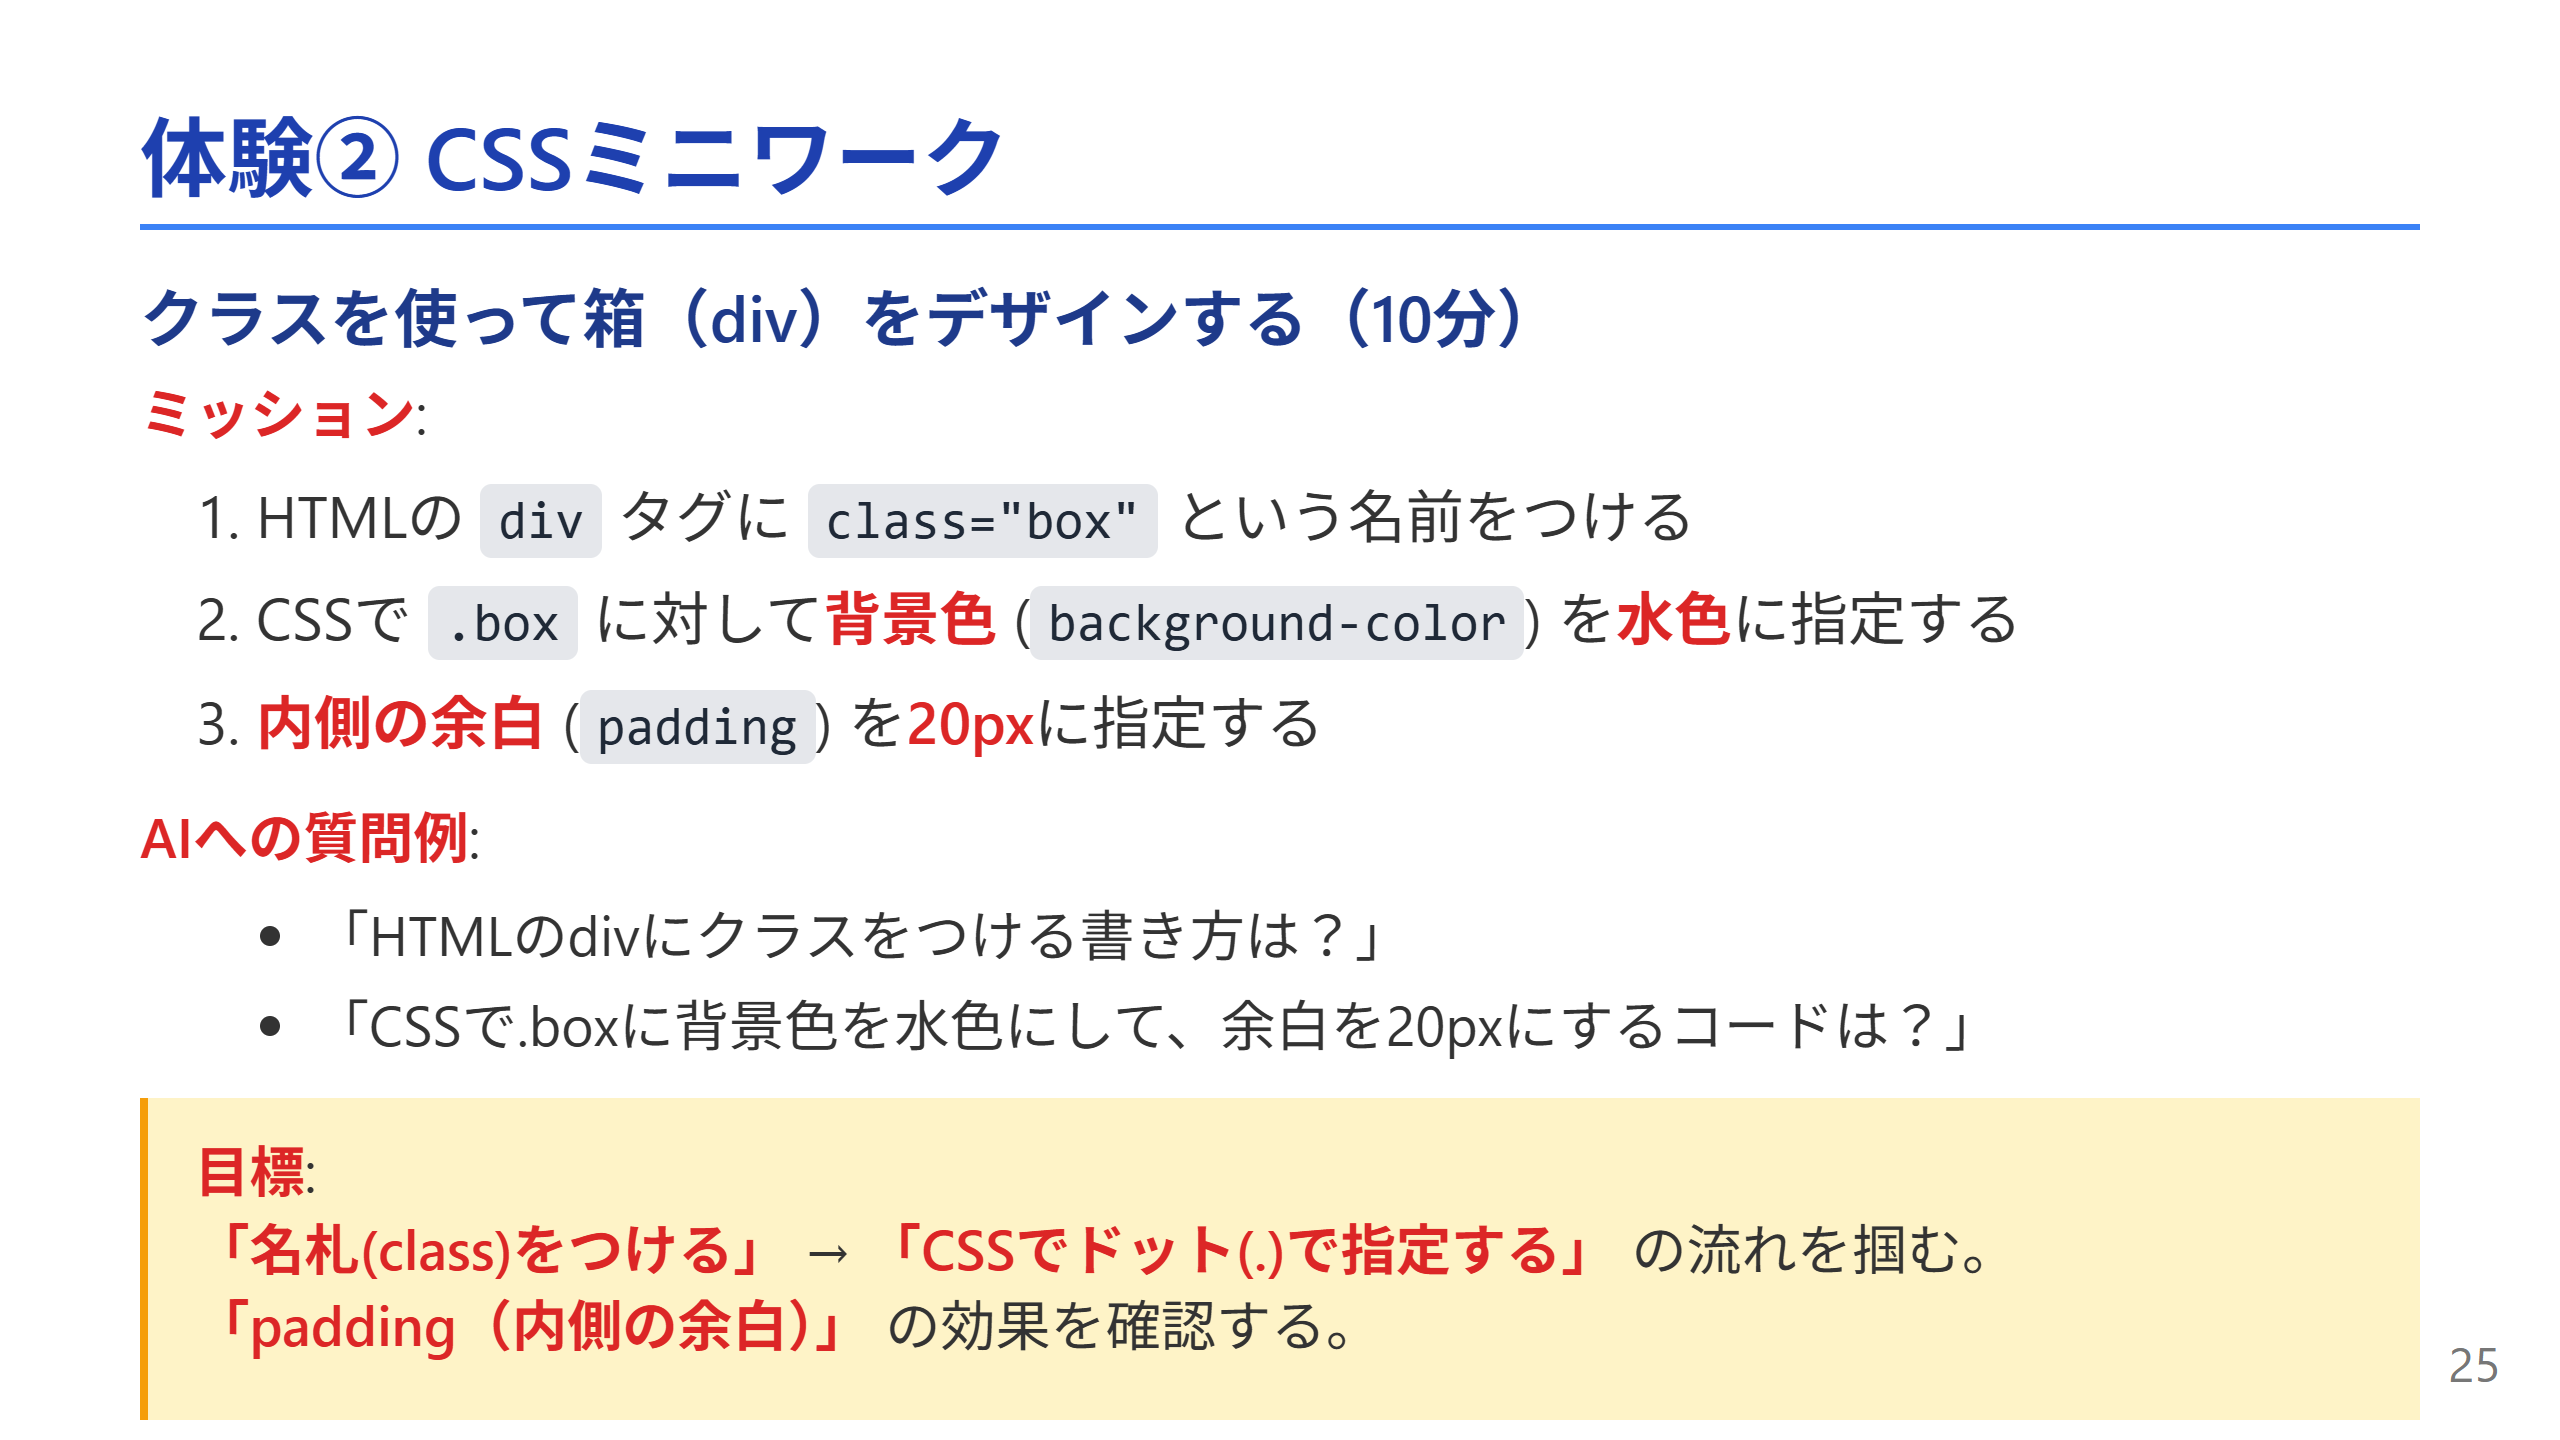 体験② CSSミニワーク
クラスを使って箱（div）をデザインする（10分）
ミッション:
1. HTMLの div タグに class="box" という名前をつける
2. CSSで .box に対して背景色 (background-color) を水色に指定する
3. 内側の余白 (padding) を20pxに指定する
AIへの質問例:
• 「HTMLのdivにクラスをつける書き方は？」
• 「CSSで.boxに背景色を水色にして、余白を20pxにするコードは？」
目標:
「名札(class)をつける」 → 「CSSでドット(.)で指定する」 の流れを掴む。
「padding（内側の余白）」 の効果を確認する。
25